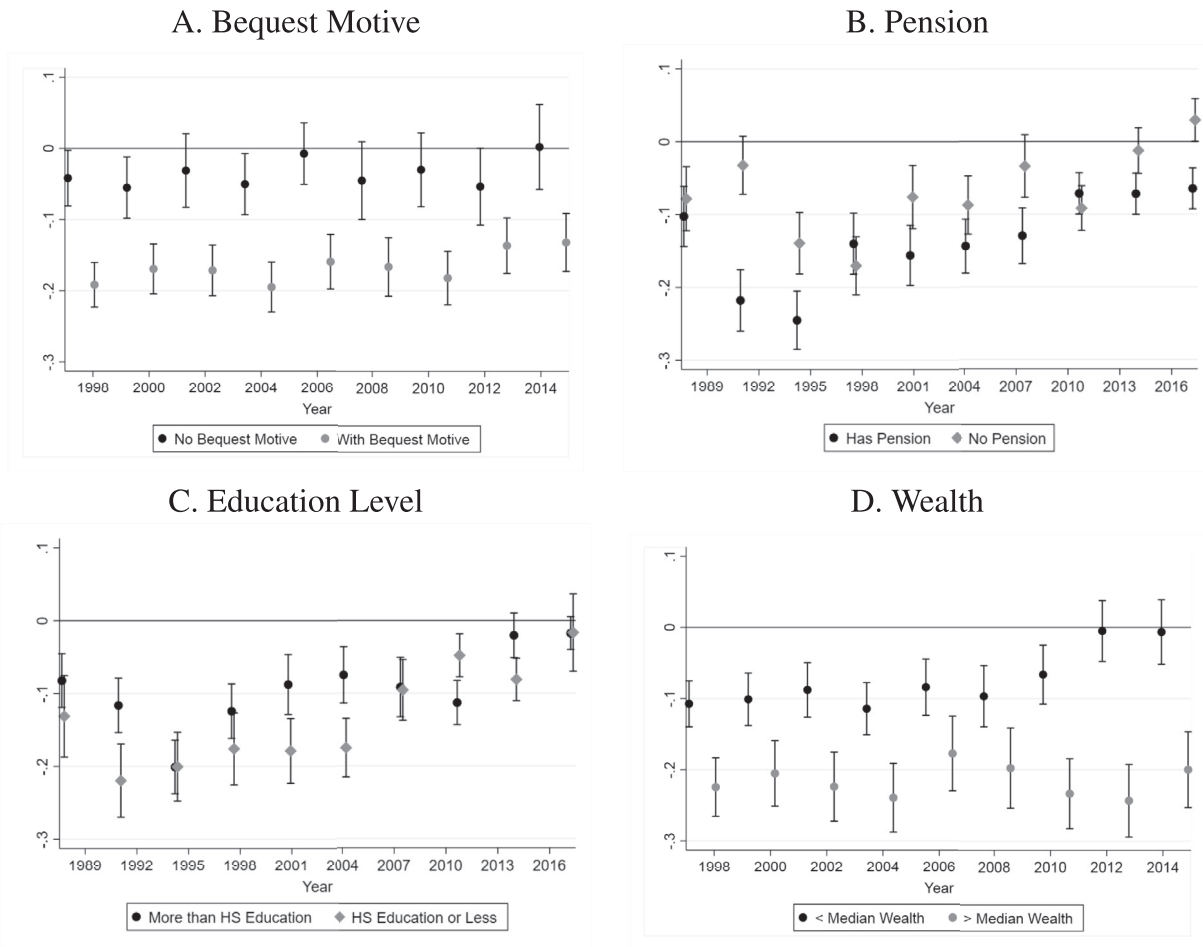 A. Bequest Motive
.1
0
-.1
-.2
-.3
1998 2000 2002 2004 2006 2008 2010 2012 2014
Year
No Bequest Motive With Bequest Motive
B. Pension
.1
0
-.1
-.2
-.3
1989 1992 1995 1998 2001 2004 2007 2010 2013 2016
Year
Has Pension No Pension
C. Education Level
.1
0
-.1
-.2
-.3
1989 1992 1995 1998 2001 2004 2007 2010 2013 2016
Year
More than HS Education HS Education or Less
D. Wealth
.1
0
-.1
-.2
-.3
1998 2000 2002 2004 2006 2008 2010 2012 2014
Year
< Median Wealth > Median Wealth